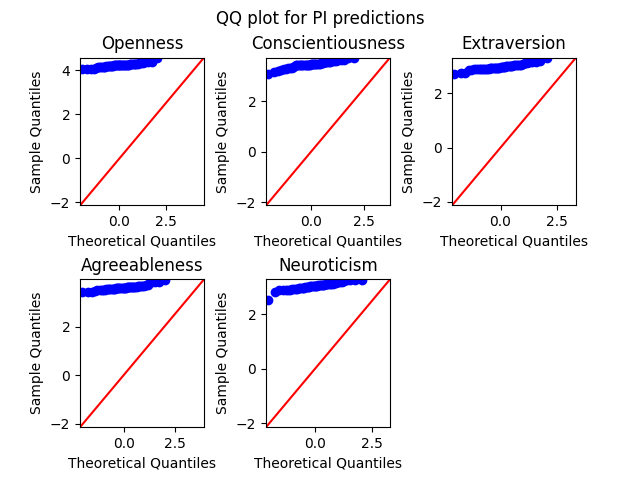 QQ plot for PI predictions
Openness
Conscientiousness
Extraversion
4
2
0
−2
Sample Quantiles
0.0
2.5
Theoretical Quantiles
2
0
−2
Sample Quantiles
0.0
2.5
Theoretical Quantiles
2
0
−2
Sample Quantiles
0.0
2.5
Theoretical Quantiles
Agreeableness
Neuroticism
2
0
−2
Sample Quantiles
0.0
2.5
Theoretical Quantiles
2
0
−2
Sample Quantiles
0.0
2.5
Theoretical Quantiles